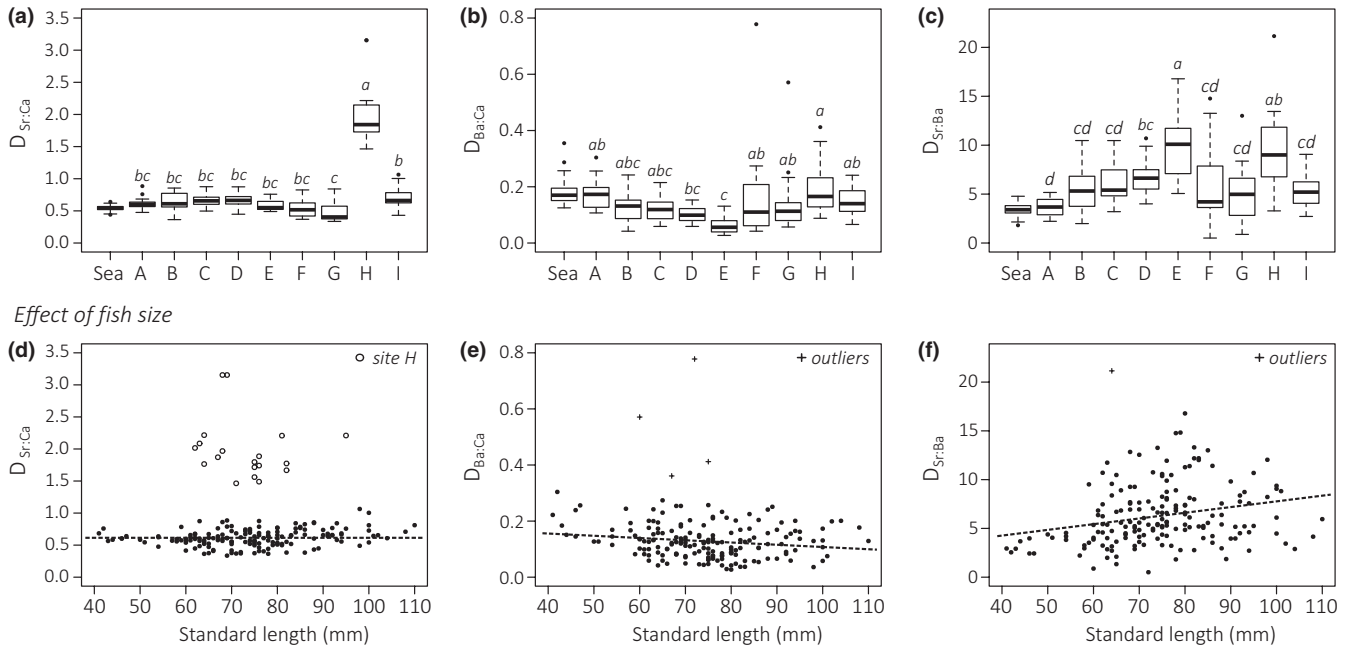 (a)
D Sr:Ca
3.5
3.0
2.5
2.0
1.5
1.0
0.5
0.0
bc bc bc bc bc bc c a b
Sea A B C D E F G H I
(b)
D Ba:Ca
0.8
0.6
0.4
0.2
0.0
ab abc abc bc c ab ab a ab
Sea A B C D E F G H I
(c)
D Sr:Ba
20
15
10
5
0
d cd cd bc a cd cd ab cd
Sea A B C D E F G H I
Effect of fish size
(d)
D Sr:Ca
3.5
3.0
2.5
2.0
1.5
1.0
0.5
0.0
site H
40 50 60 70 80 90 100 110
Standard length (mm)
(e)
D Ba:Ca
0.8
0.6
0.4
0.2
0.0
+ outliers
40 50 60 70 80 90 100 110
Standard length (mm)
(f)
D Sr:Ba
20
15
10
5
0
+ outliers
40 50 60 70 80 90 100 110
Standard length (mm)